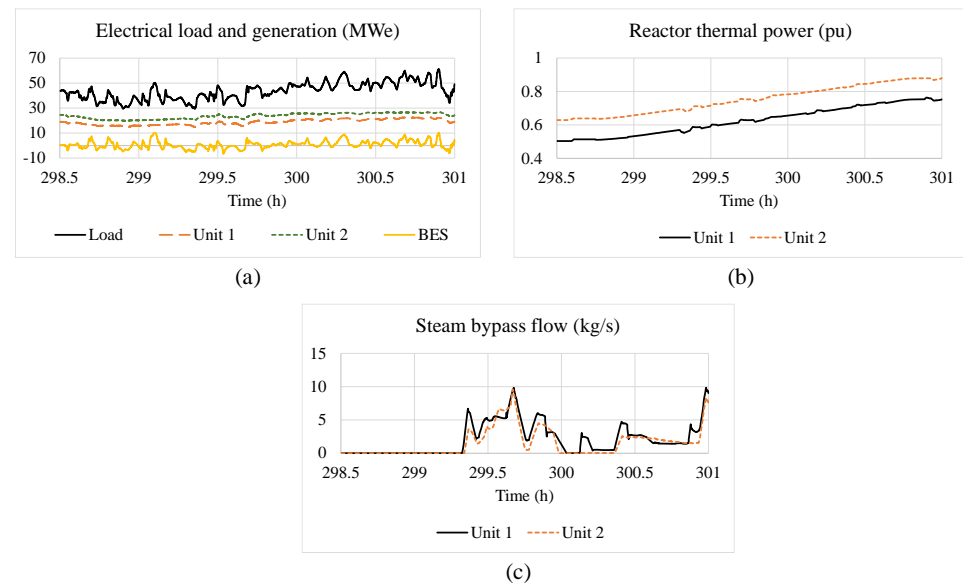 Electrical load and generation (MWe)
70
50
30
10
-10
298.5 299 299.5 300 300.5 301
Time (h)
Load Unit 1 Unit 2 BES
(a)
Reactor thermal power (pu)
1
0.8
0.6
0.4
298.5 299 299.5 300 300.5 301
Time (h)
Unit 1 Unit 2
(b)
Steam bypass flow (kg/s)
15
10
5
0
298.5 299 299.5 300 300.5 301
Time (h)
Unit 1 Unit 2
(c)